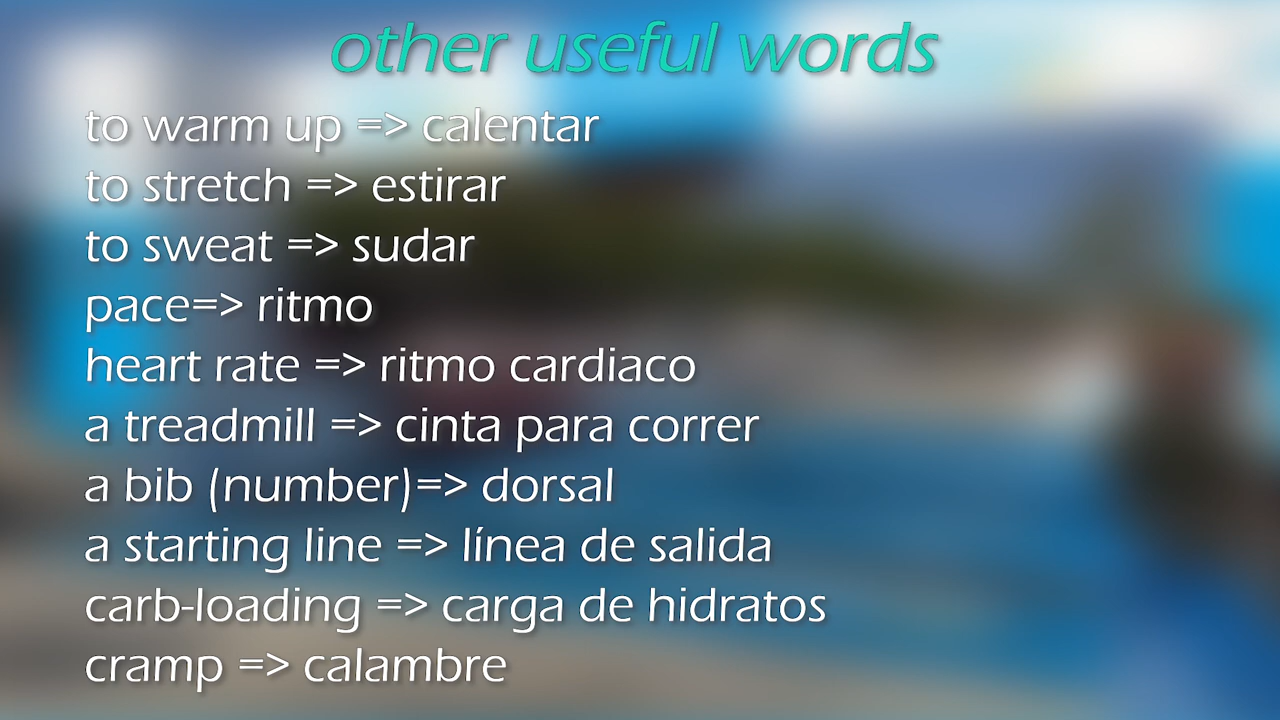 other useful words
to warm up => calentar
to stretch => estirar
to sweat => sudar
pace=> ritmo
heart rate => ritmo cardiaco
a treadmill => cinta para correr
a bib (number)=> dorsal
a starting line => línea de salida
carb-loading => carga de hidratos
cramp => calambre